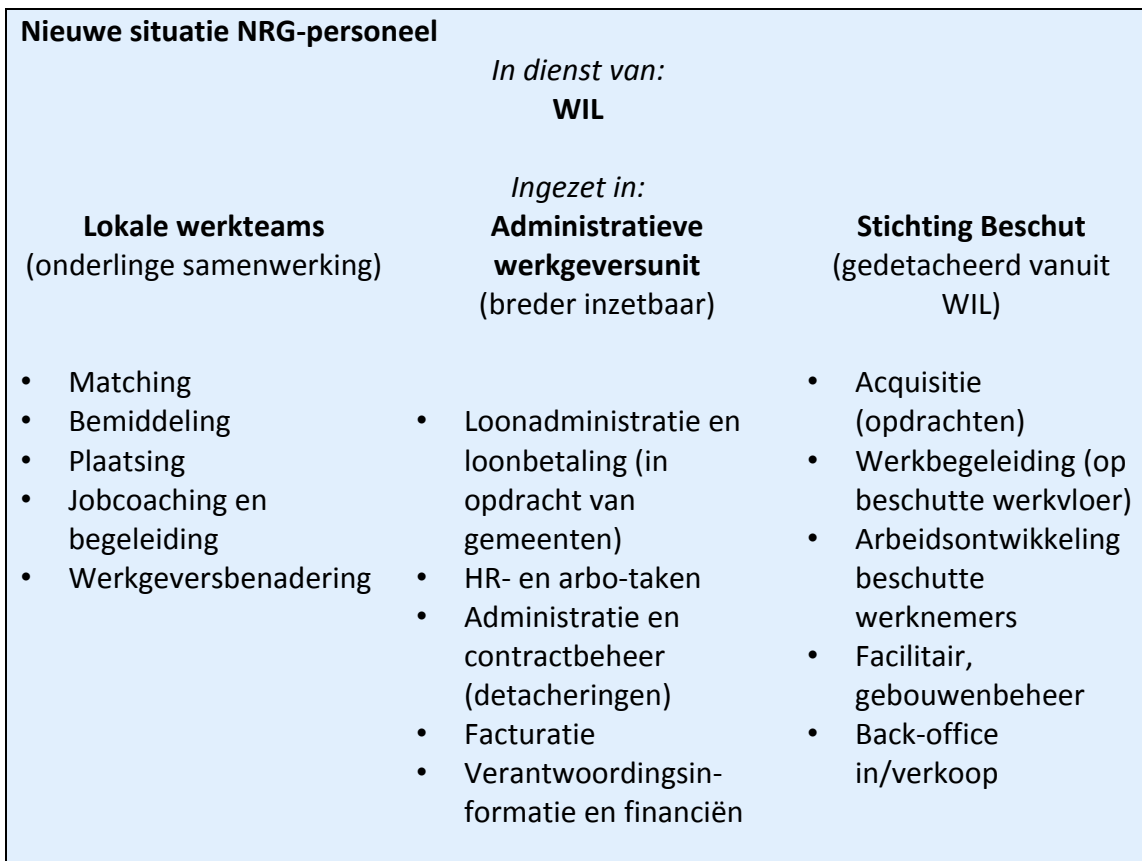 Nieuwe situatie NRG-personeel
In dienst van:
WIL
Ingezet in:
Lokale werkteams
(onderlinge samenwerking)
• Matching
• Bemiddeling
• Plaatsing
• Jobcoaching en
begeleiding
• Werkgeversbenadering
Administratieve
werkgeversunit
(breder inzetbaar)
• Loonadministratie en
loonbetaling (in
opdracht van
gemeenten)
• HR- en arbo-taken
• Administratie en
contractbeheer
(detacheringen)
• Facturatie
• Verantwoordingsin-
formatie en financiën
Stichting Beschut
(gedetacheerd vanuit
WIL)
• Acquisitie
(opdrachten)
• Werkbegeleiding (op
beschutte werkvloer)
• Arbeidsontwikkeling
beschutte
werknemers
• Facilitair,
gebouwenbeheer
• Back-office
in/verkoop